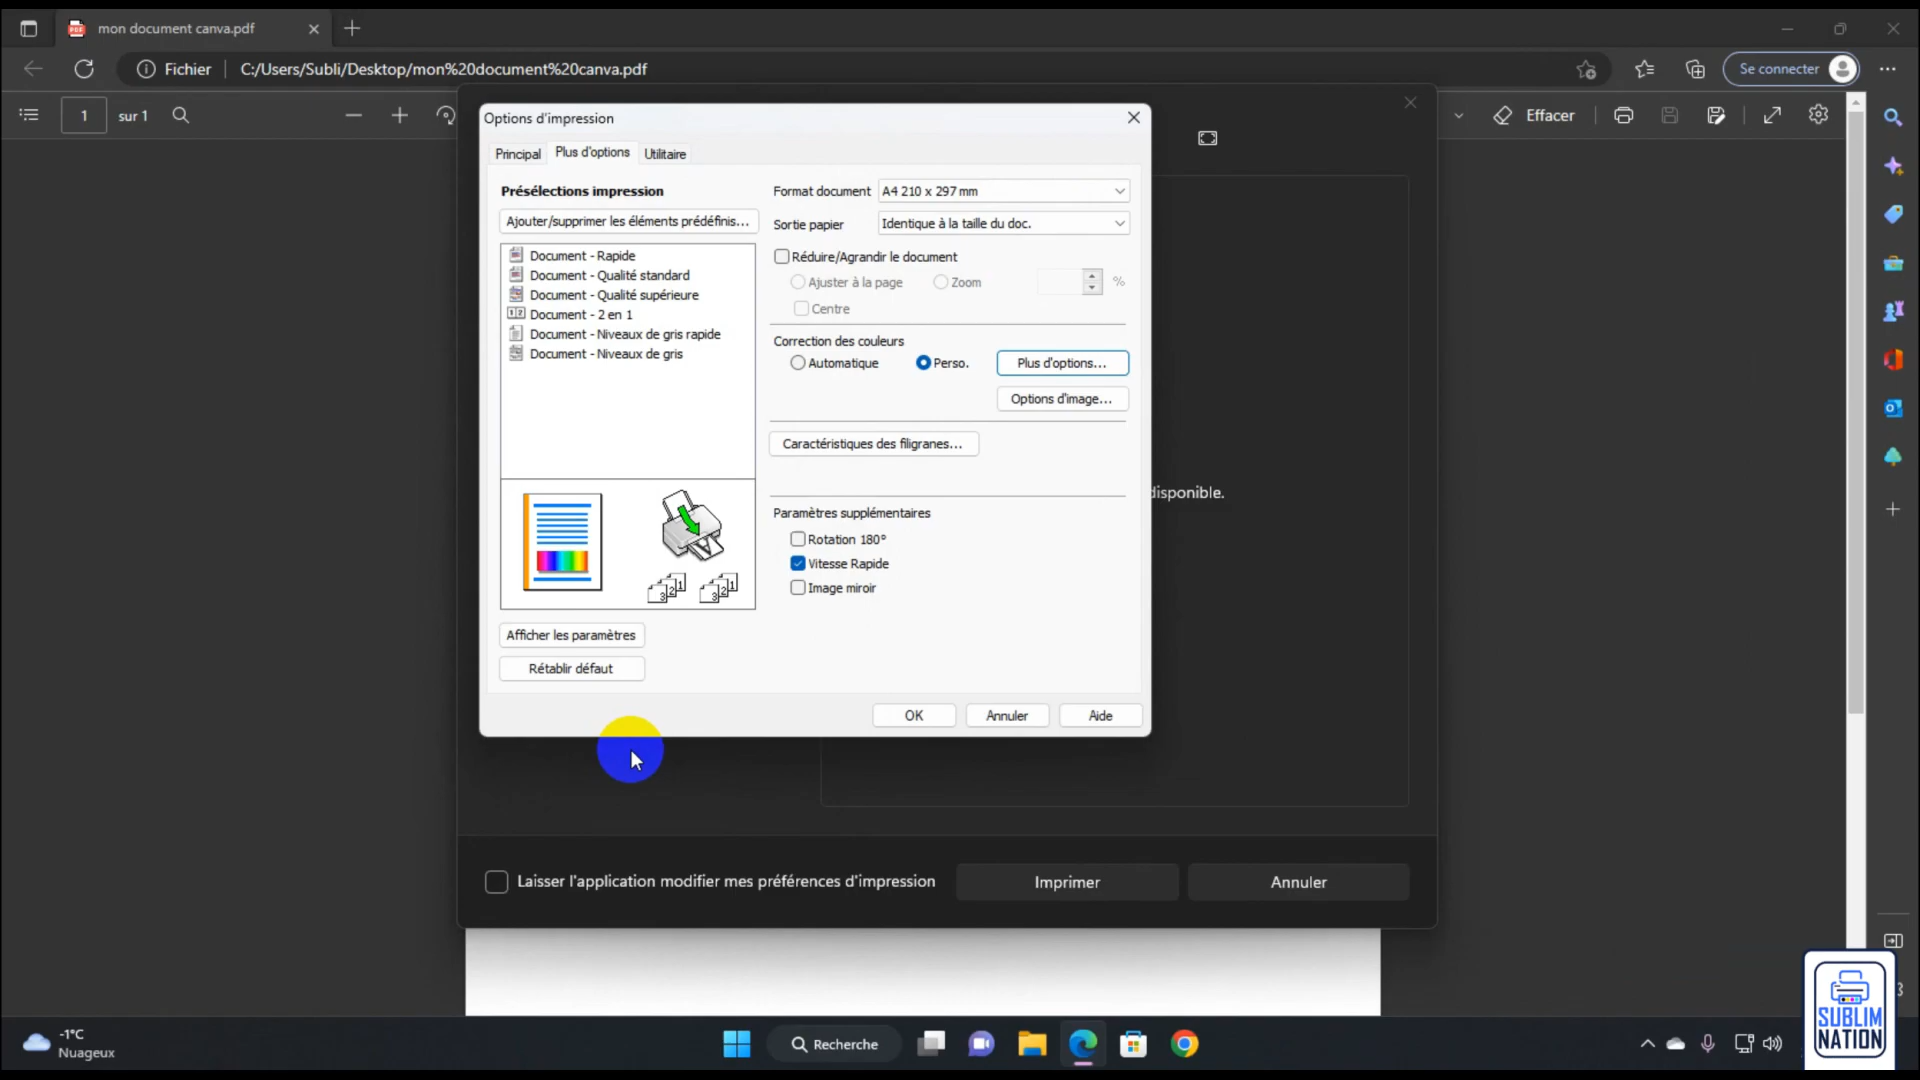 mon document canva.pdf
Fichier
C:/Users/Subli/Desktop/mon%20document%20canva.pdf
Se connecter
1
sur 1
Effacer
Options d'impression
Principal
Plus d'options
Utilitaire
Présélections impression
Ajouter/supprimer les éléments prédéfinis...
Document - Rapide
Document - Qualité standard
Document - Qualité supérieure
Document - 2 en 1
Document - Niveaux de gris rapide
Document - Niveaux de gris
Afficher les paramètres
Rétablir défaut
Format document
A4 210 x 297 mm
Sortie papier
Identique à la taille du doc.
Réduire/Agrandir le document
Ajuster à la page
Zoom
%
Centre
Correction des couleurs
Automatique
Perso.
Plus d'options...
Options d'image...
Caractéristiques des filigranes...
Paramètres supplémentaires
Rotation 180°
Vitesse Rapide
Image miroir
OK
Annuler
Aide
disponible.
Laisser l'application modifier mes préférences d'impression
Imprimer
Annuler
-1°C
Nuageux
Recherche
SUBLIM
NATION